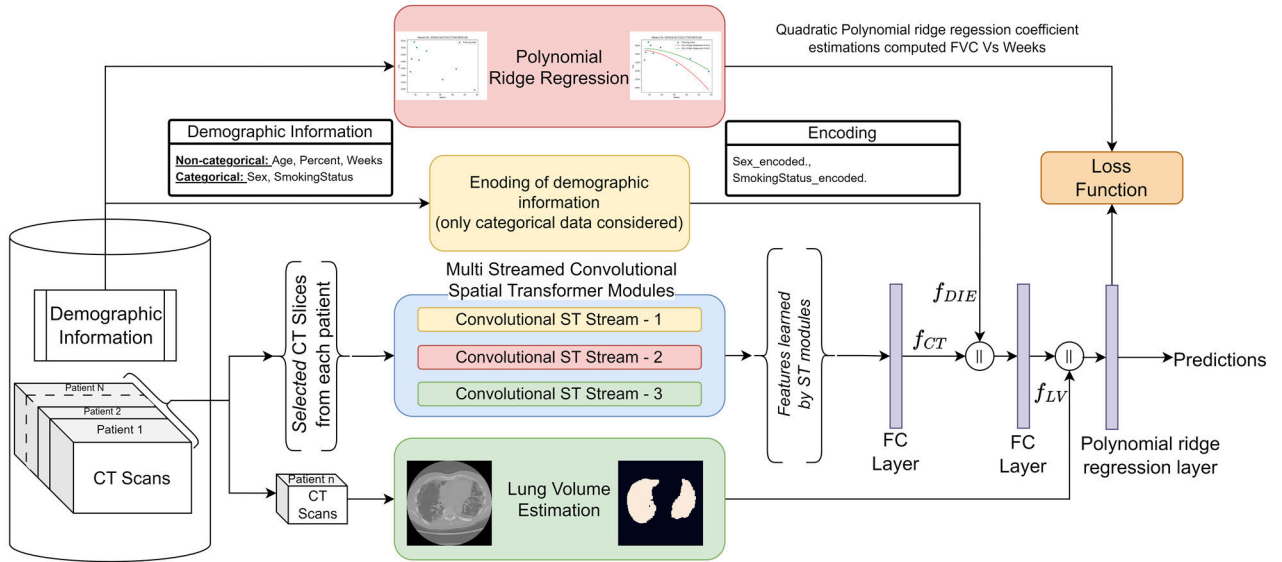 Polynomial
Ridge Regression
Quadratic Polynomial ridge regression coefficient
estimations computed FVC Vs Weeks
Demographic Information
Non-categorical: Age, Percent, Weeks
Categorical: Sex, SmokingStatus
Encoding
Sex_encoded.,
SmokingStatus_encoded.
Loss
Function
Enoding of demographic
information
(only categorical data considered)
Demographic
Information
Selected CT Slices
from each patient
Multi Streamed Convolutional
Spatial Transformer Modules
Convolutional ST Stream - 1
Convolutional ST Stream - 2
Convolutional ST Stream - 3
Features learned
by ST modules
f_DIE
f_CT
||
||
f_LV
Predictions
FC
Layer
FC
Layer
Polynomial ridge
regression layer
Patient N
Patient 2
Patient 1
CT Scans
Patient n
CT
Scans
Lung Volume
Estimation